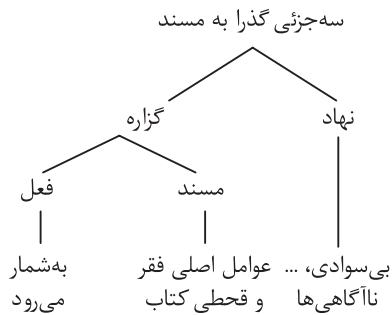 سه‌جزئی گذرا به مسند
نهاد
گزاره
مسند
فعل
بی‌سوادی، ...
ناآگاهی‌ها
عوامل اصلی فقر
و قحطی کتاب
به‌شمار
می‌رود